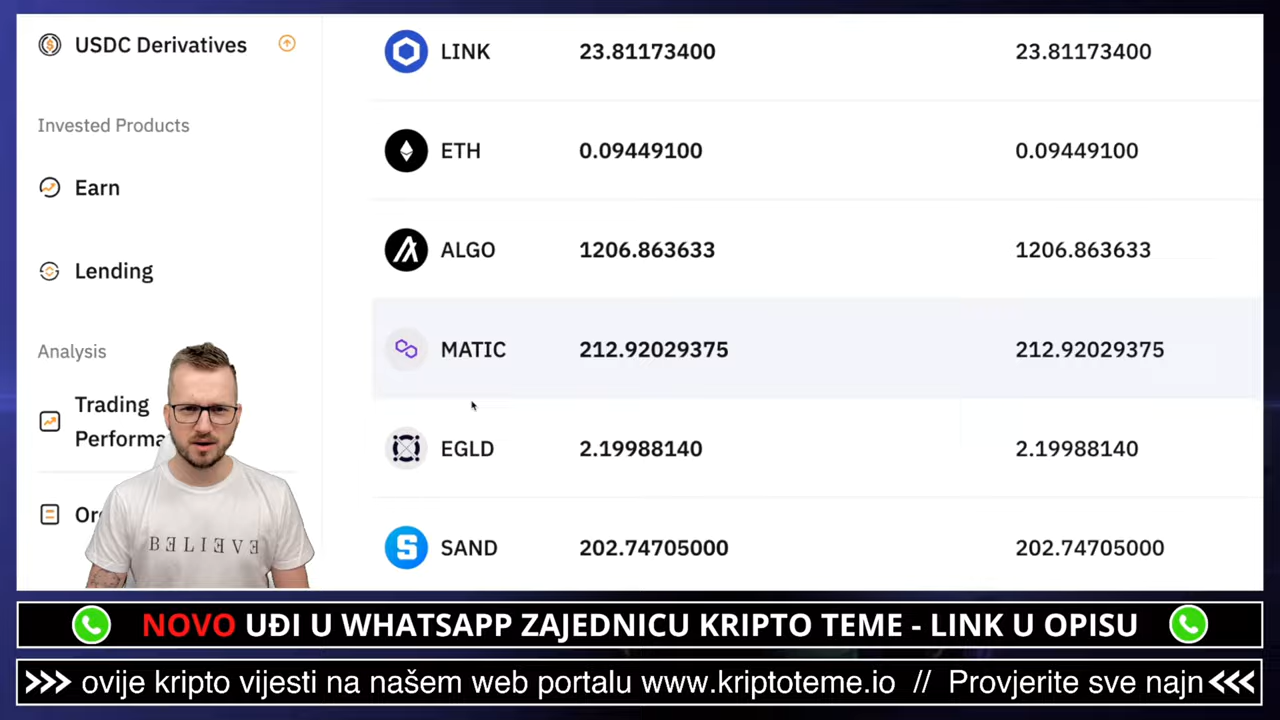 USDC Derivatives
Invested Products
Earn
Lending
Analysis
Trading
Performa
Or
LINK 23.81173400 23.81173400
ETH 0.09449100 0.09449100
ALGO 1206.863633 1206.863633
MATIC 212.92029375 212.92029375
EGLD 2.19988140 2.19988140
SAND 202.74705000 202.74705000
BƎLIƎVƎ
NOVO UĐI U WHATSAPP ZAJEDNICU KRIPTO TEME - LINK U OPISU
>>> ovije kripto vijesti na našem web portalu www.kriptoteme.io // Provjerite sve najn <<<